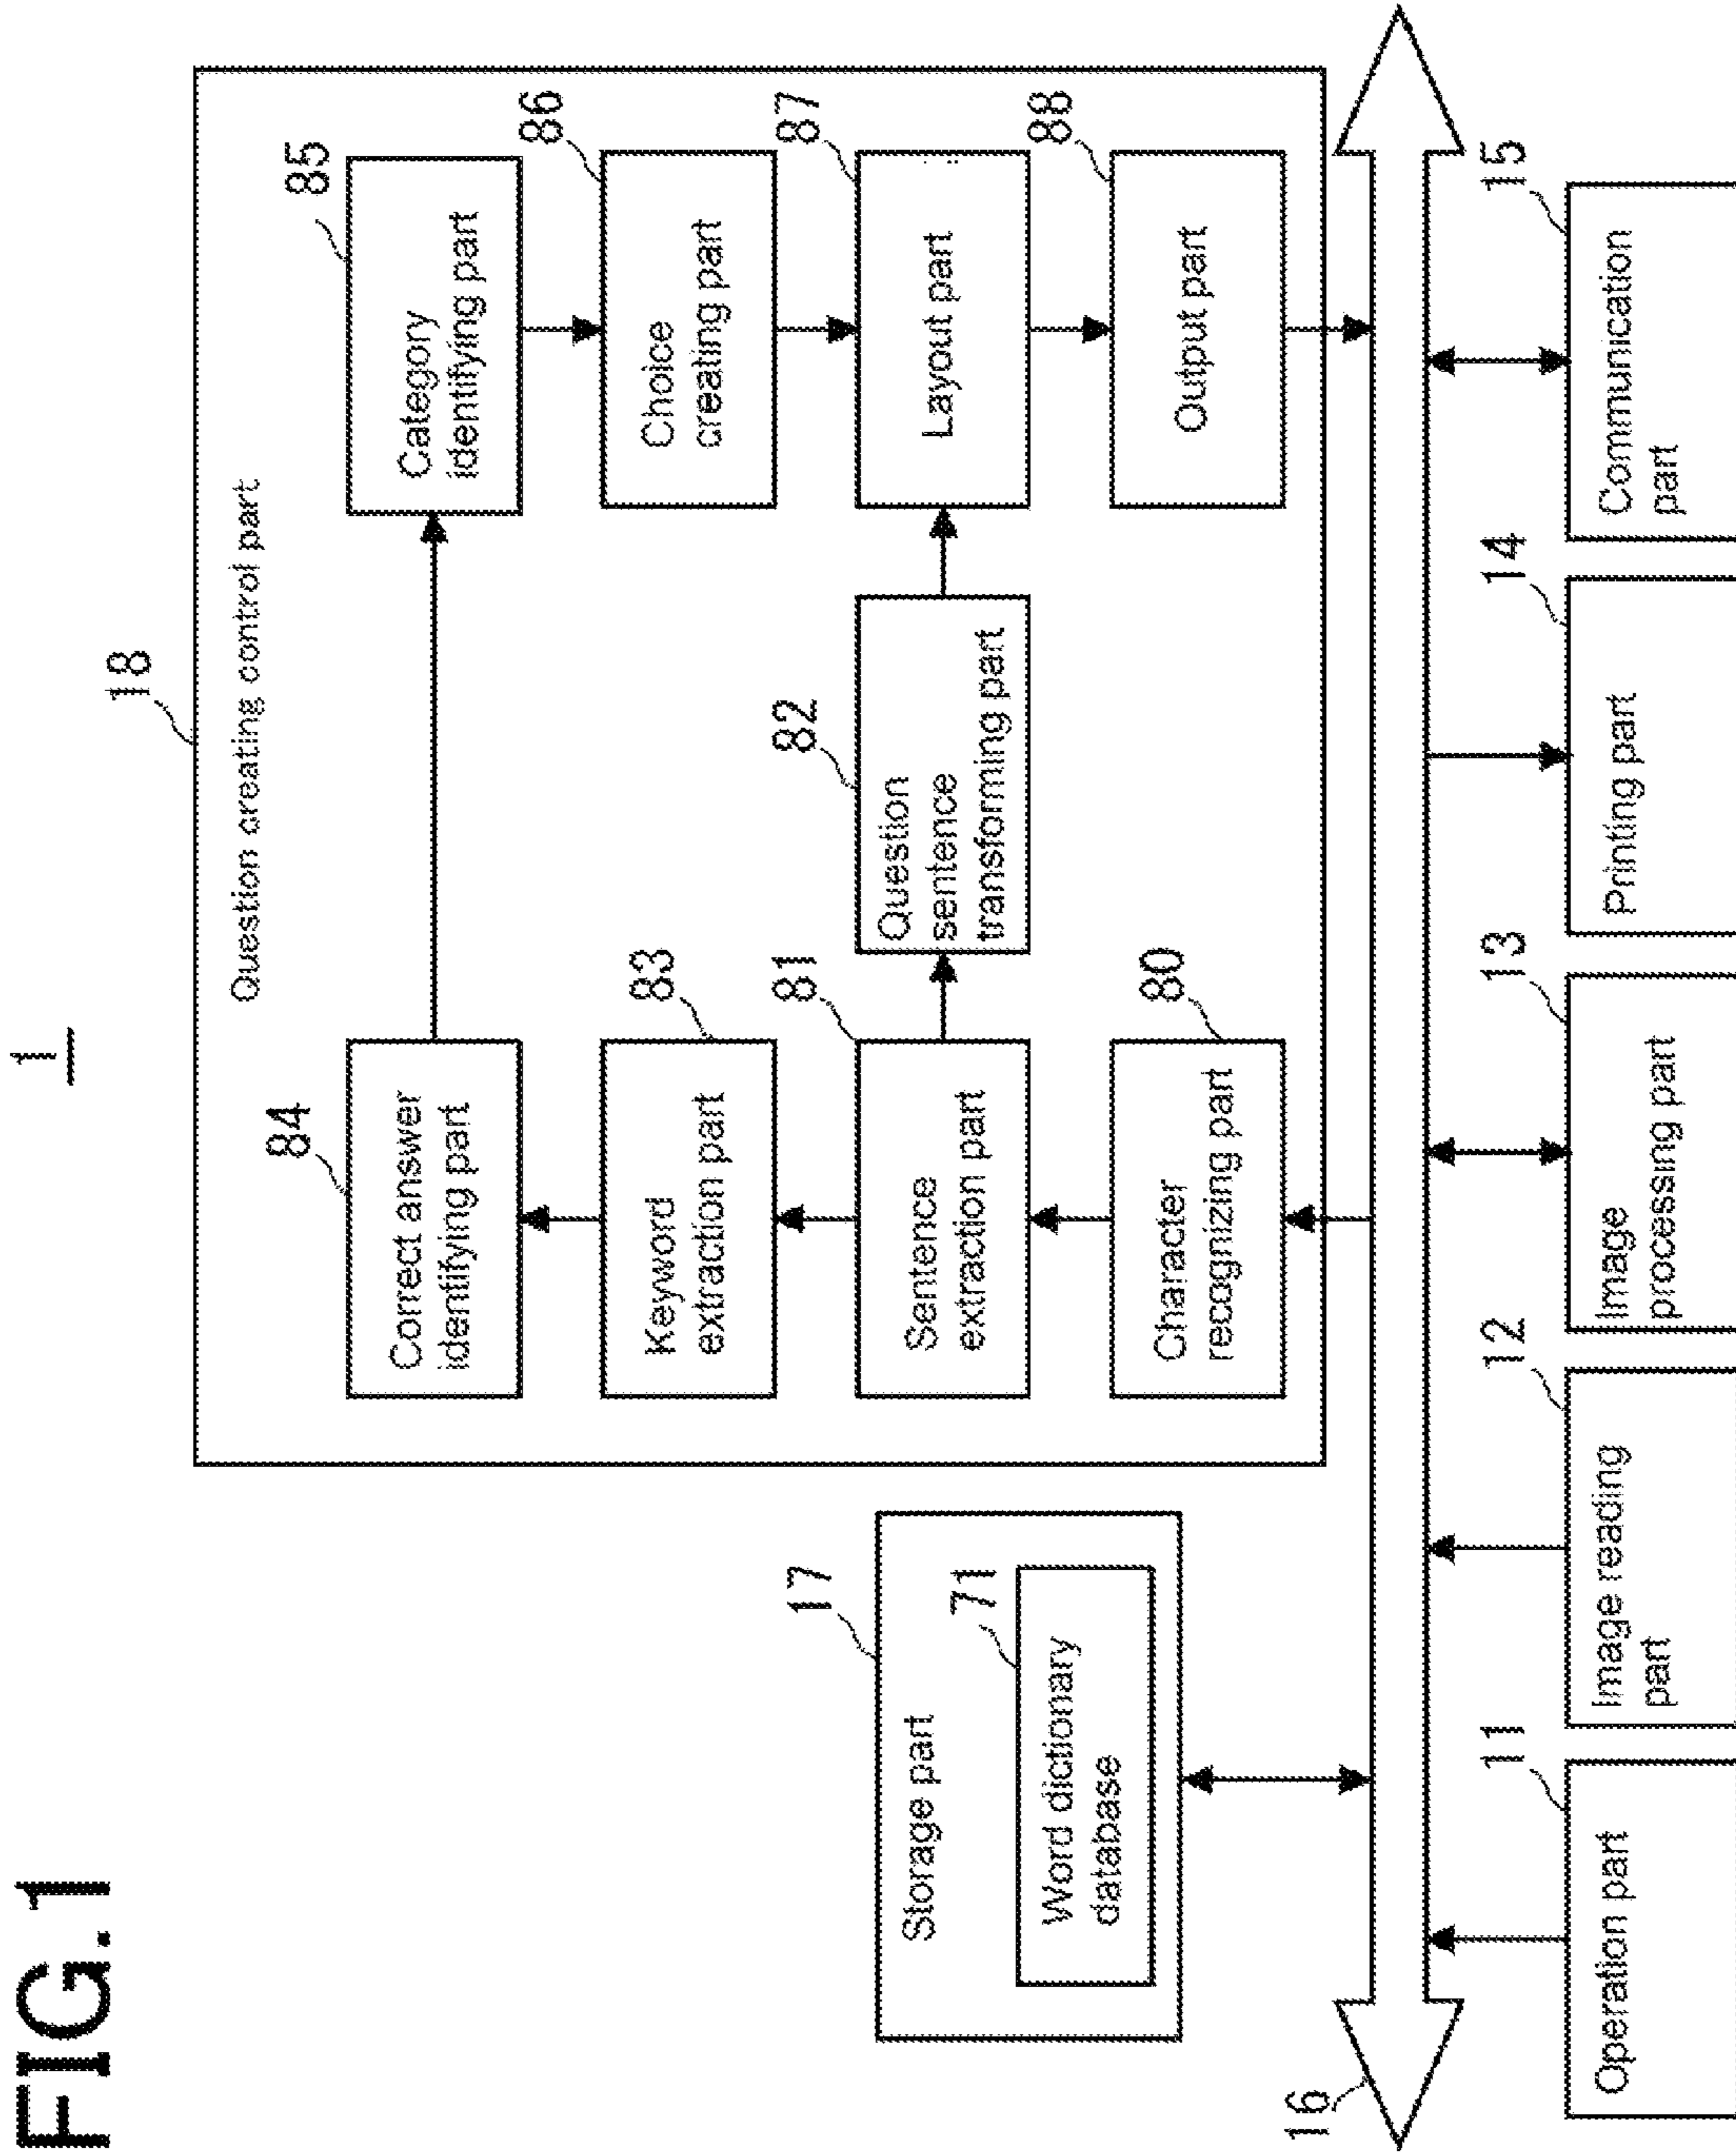 FIG.1
1
18
Question creating control part
84
Correct answer
identifying part
85
Category
identifying part
83
Keyword
extraction part
86
Choice
creating part
17
Storage part
71
Word dictionary
database
81
Sentence
extraction part
82
Question
sentence
transforming part
87
Layout part
80
Character
recognizing part
88
Output part
16
11
Operation part
12
Image reading
part
13
Image
processing part
14
Printing part
15
Communication
part